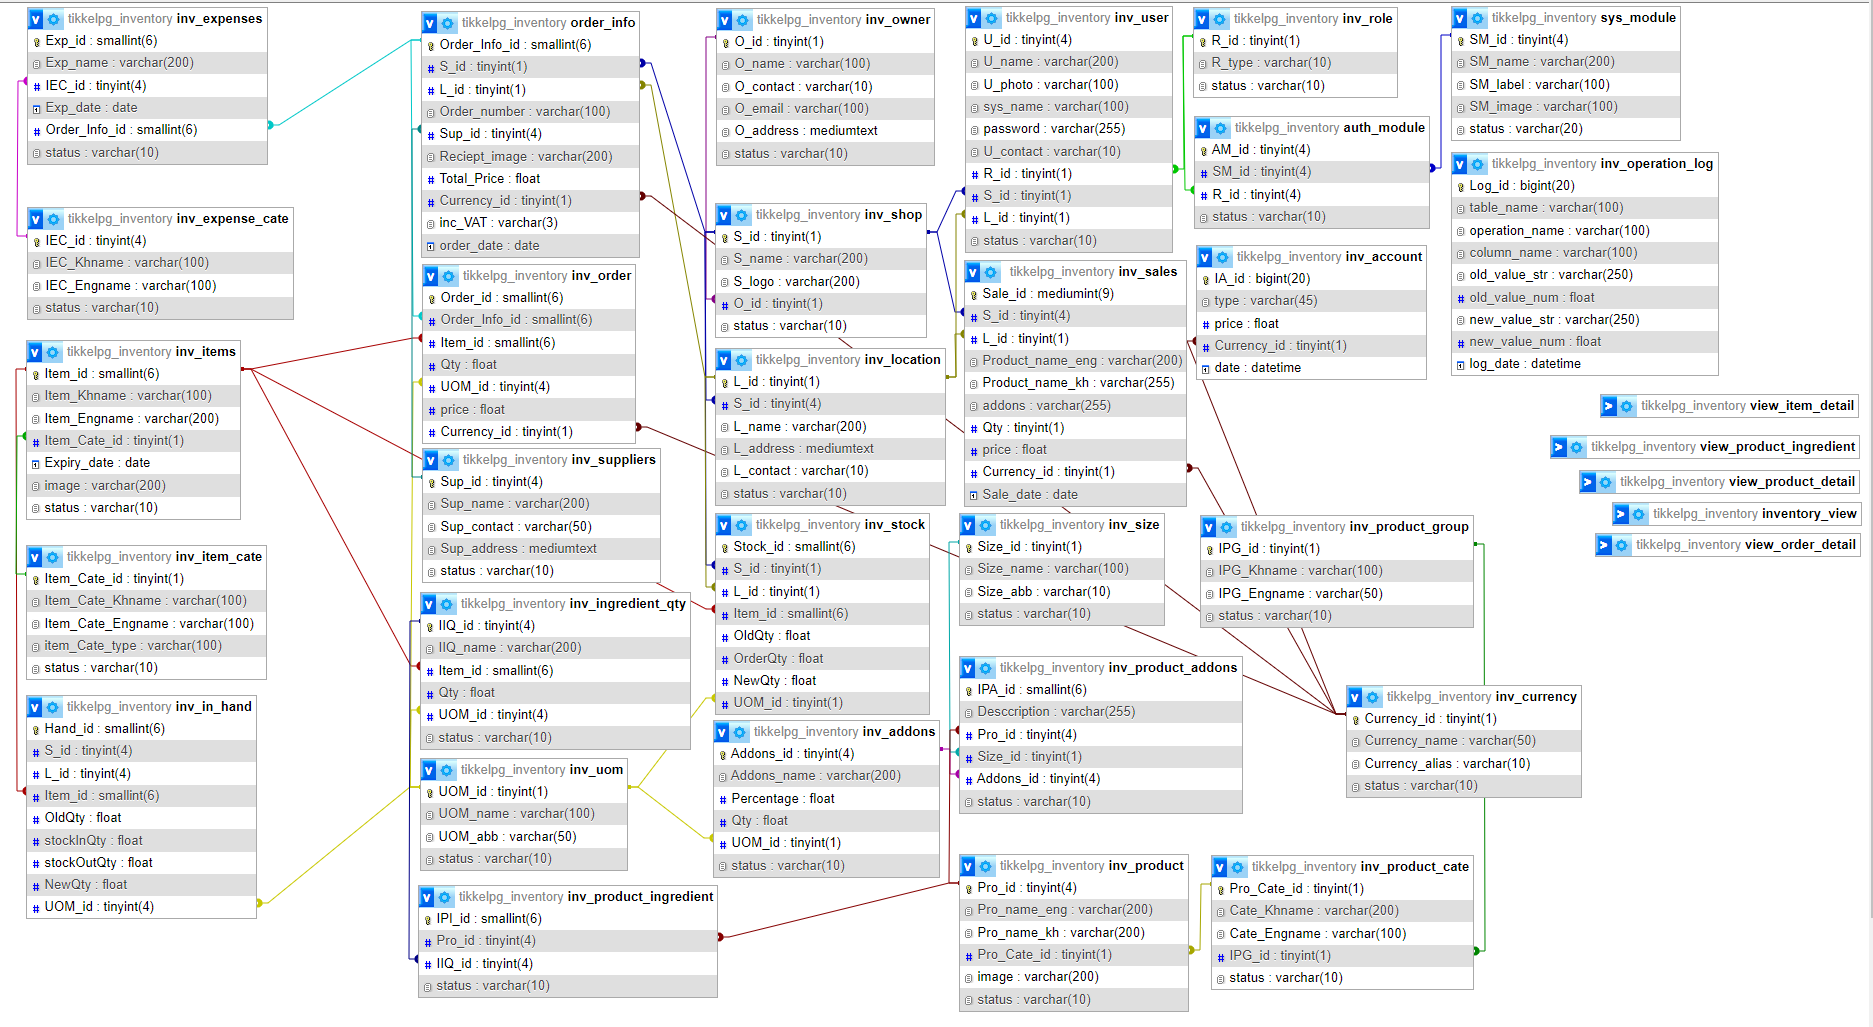 tikkelpg_inventory inv_expenses
Exp_id : smallint(6)
Exp_name : varchar(200)
IEC_id : tinyint(4)
Exp_date : date
Order_Info_id : smallint(6)
status : varchar(10)
tikkelpg_inventory inv_expense_cate
IEC_id : tinyint(4)
IEC_Khname : varchar(100)
IEC_Engname : varchar(100)
status : varchar(10)
tikkelpg_inventory inv_items
Item_id : smallint(6)
Item_Khname : varchar(100)
Item_Engname : varchar(200)
Item_Cate_id : tinyint(1)
Expiry_date : date
image : varchar(200)
status : varchar(10)
tikkelpg_inventory inv_item_cate
Item_Cate_id : tinyint(1)
Item_Cate_Khname : varchar(100)
Item_Cate_Engname : varchar(100)
item_Cate_type : varchar(100)
status : varchar(10)
tikkelpg_inventory inv_in_hand
Hand_id : smallint(6)
S_id : tinyint(4)
L_id : tinyint(4)
Item_id : smallint(6)
OldQty : float
stockInQty : float
stockOutQty : float
NewQty : float
UOM_id : tinyint(4)
tikkelpg_inventory order_info
Order_Info_id : smallint(6)
S_id : tinyint(1)
L_id : tinyint(1)
Order_number : varchar(100)
Sup_id : tinyint(4)
Reciept_image : varchar(200)
Total_Price : float
Currency_id : tinyint(1)
inc_VAT : varchar(3)
order_date : date
tikkelpg_inventory inv_order
Order_id : smallint(6)
Order_Info_id : smallint(6)
Item_id : smallint(6)
Qty : float
UOM_id : tinyint(4)
price : float
Currency_id : tinyint(1)
tikkelpg_inventory inv_suppliers
Sup_id : tinyint(4)
Sup_name : varchar(200)
Sup_contact : varchar(50)
Sup_address : mediumtext
status : varchar(10)
tikkelpg_inventory inv_ingredient_qty
IIQ_id : tinyint(4)
IIQ_name : varchar(200)
Item_id : smallint(6)
Qty : float
UOM_id : tinyint(4)
status : varchar(10)
tikkelpg_inventory inv_uom
UOM_id : tinyint(1)
UOM_name : varchar(100)
UOM_abb : varchar(50)
status : varchar(10)
tikkelpg_inventory inv_product_ingredient
IPI_id : smallint(6)
Pro_id : tinyint(4)
IIQ_id : tinyint(4)
status : varchar(10)
tikkelpg_inventory inv_owner
O_id : tinyint(1)
O_name : varchar(100)
O_contact : varchar(10)
O_email : varchar(100)
O_address : mediumtext
status : varchar(10)
tikkelpg_inventory inv_shop
S_id : tinyint(1)
S_name : varchar(200)
S_logo : varchar(200)
O_id : tinyint(1)
status : varchar(10)
tikkelpg_inventory inv_location
L_id : tinyint(1)
S_id : tinyint(4)
L_name : varchar(200)
L_address : mediumtext
L_contact : varchar(10)
status : varchar(10)
tikkelpg_inventory inv_stock
Stock_id : smallint(6)
S_id : tinyint(1)
L_id : tinyint(1)
Item_id : smallint(6)
OldQty : float
OrderQty : float
NewQty : float
UOM_id : tinyint(1)
tikkelpg_inventory inv_addons
Addons_id : tinyint(4)
Addons_name : varchar(200)
Percentage : float
Qty : float
UOM_id : tinyint(1)
status : varchar(10)
tikkelpg_inventory inv_user
U_id : tinyint(4)
U_name : varchar(200)
U_photo : varchar(100)
sys_name : varchar(100)
password : varchar(255)
U_contact : varchar(10)
R_id : tinyint(1)
S_id : tinyint(1)
L_id : tinyint(1)
status : varchar(10)
tikkelpg_inventory inv_sales
Sale_id : mediumint(9)
S_id : tinyint(4)
L_id : tinyint(1)
Product_name_eng : varchar(200)
Product_name_kh : varchar(255)
addons : varchar(255)
Qty : tinyint(1)
price : float
Currency_id : tinyint(1)
Sale_date : date
tikkelpg_inventory inv_size
Size_id : tinyint(1)
Size_name : varchar(100)
Size_abb : varchar(10)
status : varchar(10)
tikkelpg_inventory inv_product_addons
IPA_id : smallint(6)
Desccription : varchar(255)
Pro_id : tinyint(4)
Size_id : tinyint(1)
Addons_id : tinyint(4)
status : varchar(10)
tikkelpg_inventory inv_product
Pro_id : tinyint(4)
Pro_name_eng : varchar(200)
Pro_name_kh : varchar(200)
Pro_Cate_id : tinyint(1)
image : varchar(200)
status : varchar(10)
tikkelpg_inventory inv_role
R_id : tinyint(1)
R_type : varchar(10)
status : varchar(10)
tikkelpg_inventory auth_module
AM_id : tinyint(4)
SM_id : tinyint(4)
R_id : tinyint(4)
status : varchar(10)
tikkelpg_inventory inv_account
IA_id : bigint(20)
type : varchar(45)
price : float
Currency_id : tinyint(1)
date : datetime
tikkelpg_inventory inv_product_group
IPG_id : tinyint(1)
IPG_Khname : varchar(100)
IPG_Engname : varchar(50)
status : varchar(10)
tikkelpg_inventory inv_currency
Currency_id : tinyint(1)
Currency_name : varchar(50)
Currency_alias : varchar(10)
status : varchar(10)
tikkelpg_inventory inv_product_cate
Pro_Cate_id : tinyint(1)
Cate_Khname : varchar(200)
Cate_Engname : varchar(100)
IPG_id : tinyint(1)
status : varchar(10)
tikkelpg_inventory sys_module
SM_id : tinyint(4)
SM_name : varchar(200)
SM_label : varchar(100)
SM_image : varchar(100)
status : varchar(20)
tikkelpg_inventory inv_operation_log
Log_id : bigint(20)
table_name : varchar(100)
operation_name : varchar(100)
column_name : varchar(100)
old_value_str : varchar(250)
old_value_num : float
new_value_str : varchar(250)
new_value_num : float
log_date : datetime
tikkelpg_inventory view_item_detail
tikkelpg_inventory view_product_ingredient
tikkelpg_inventory view_product_detail
tikkelpg_inventory inventory_view
tikkelpg_inventory view_order_detail